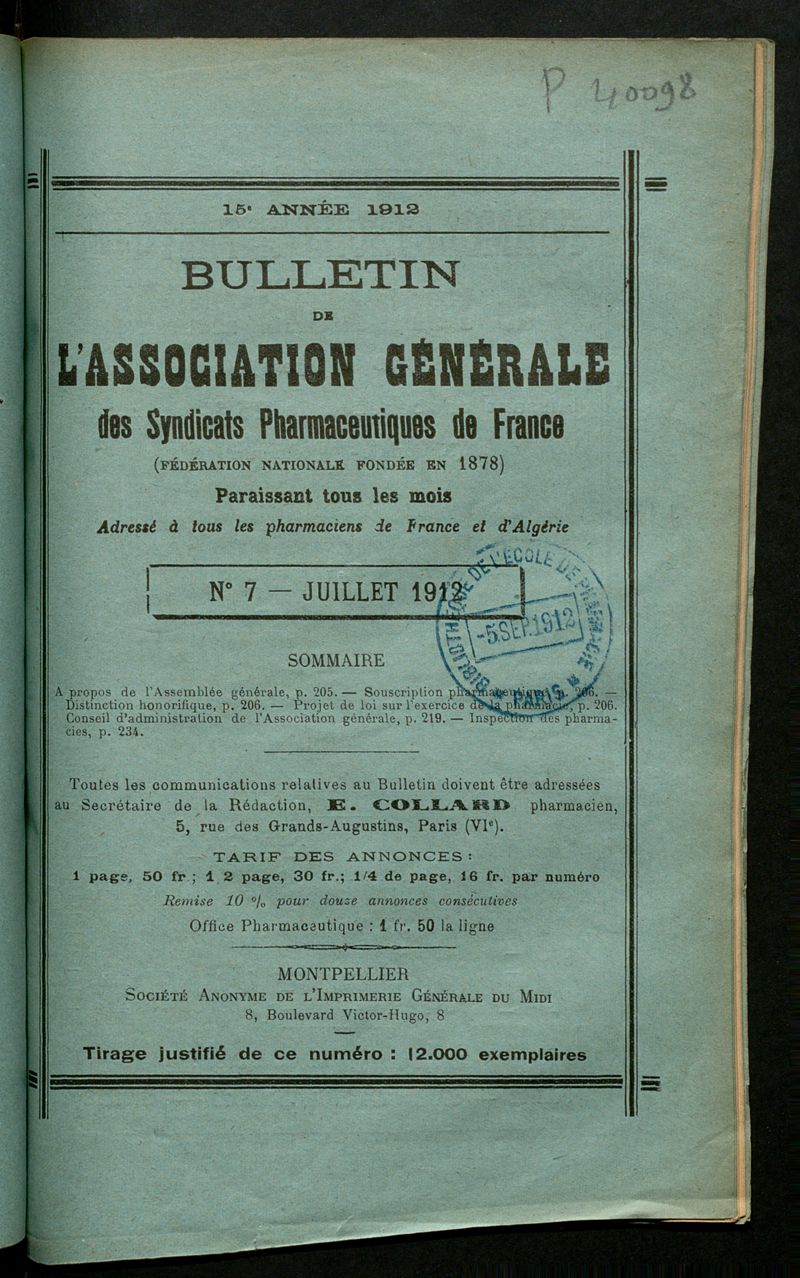 P 40098
15e ANNÉE 1912
BULLETIN
DE
L'ASSOCIATION GÉNÉRALE
des Syndicats Pharmaceutiques de France
(FÉDÉRATION NATIONALE FONDÉE EN 1878)
Paraissant tous les mois
Adressé à tous les pharmaciens de France et d'Algérie
N° 7 — JUILLET 1912
-5 SEP. 1912
PARIS
SOMMAIRE
A propos de l'Assemblée générale, p. 205. — Souscription pharmaceutique, p. 206. —
Distinction honorifique, p. 206. — Projet de loi sur l'exercice de la pharmacie, p. 206.
Conseil d'administration de l'Association générale, p. 219. — Inspection des pharma-
cies, p. 234.
Toutes les communications relatives au Bulletin doivent être adressées
au Secrétaire de la Rédaction, E. COLLARD pharmacien,
5, rue des Grands-Augustins, Paris (VIe).
TARIF DES ANNONCES :
1 page, 50 fr ; 1 2 page, 30 fr.; 1/4 de page, 16 fr. par numéro
Remise 10 % pour douze annonces consécutives
Office Pharmaceutique : 1 fr. 50 la ligne
MONTPELLIER
SOCIÉTÉ ANONYME DE L'IMPRIMERIE GÉNÉRALE DU MIDI
8, Boulevard Victor-Hugo, 8
Tirage justifié de ce numéro : 12.000 exemplaires